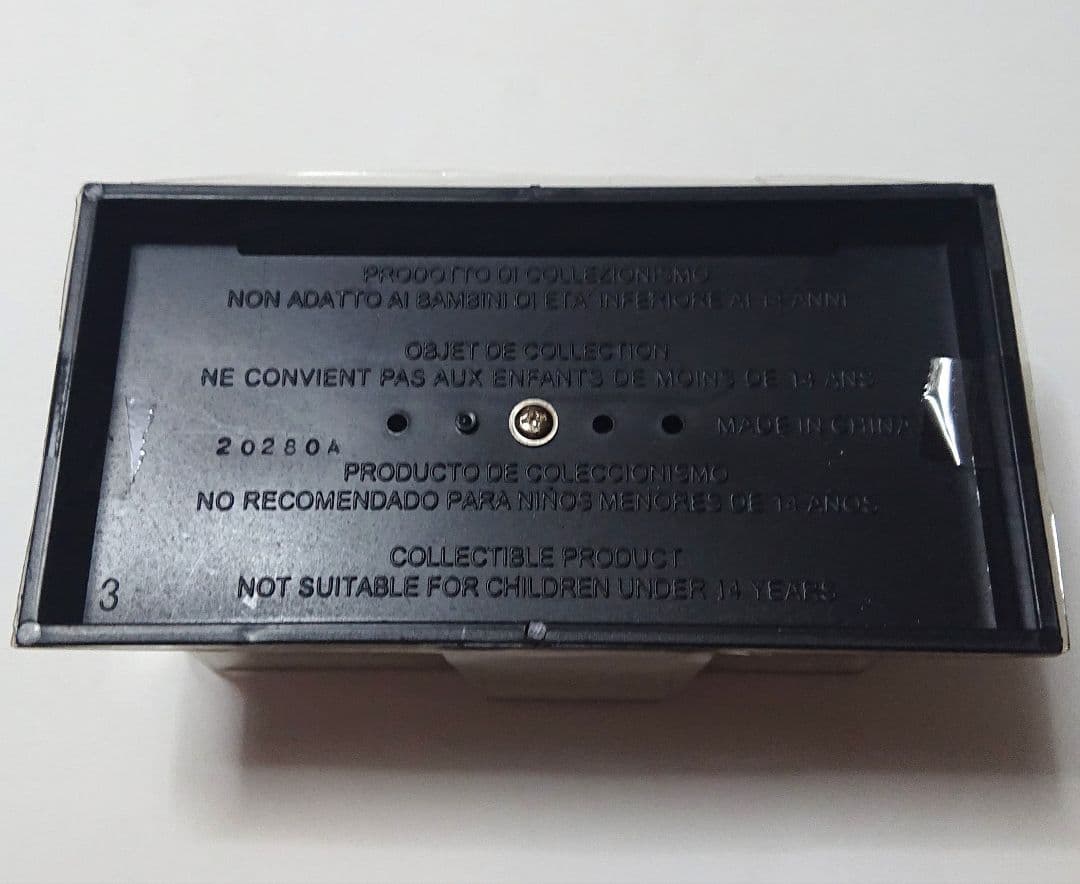 PRODOTTO DI COLLEZIONISMO
NON ADATTO AI BAMBINI DI ETA' INFERIORE AI 14 ANNI
OBJET DE COLLECTION
NE CONVIENT PAS AUX ENFANTS DE MOINS DE 14 ANS
MADE IN CHINA
20280A
PRODUCTO DE COLECCIONISMO
NO RECOMENDADO PARA NIÑOS MENORES DE 14 AÑOS
COLLECTIBLE PRODUCT
NOT SUITABLE FOR CHILDREN UNDER 14 YEARS
3